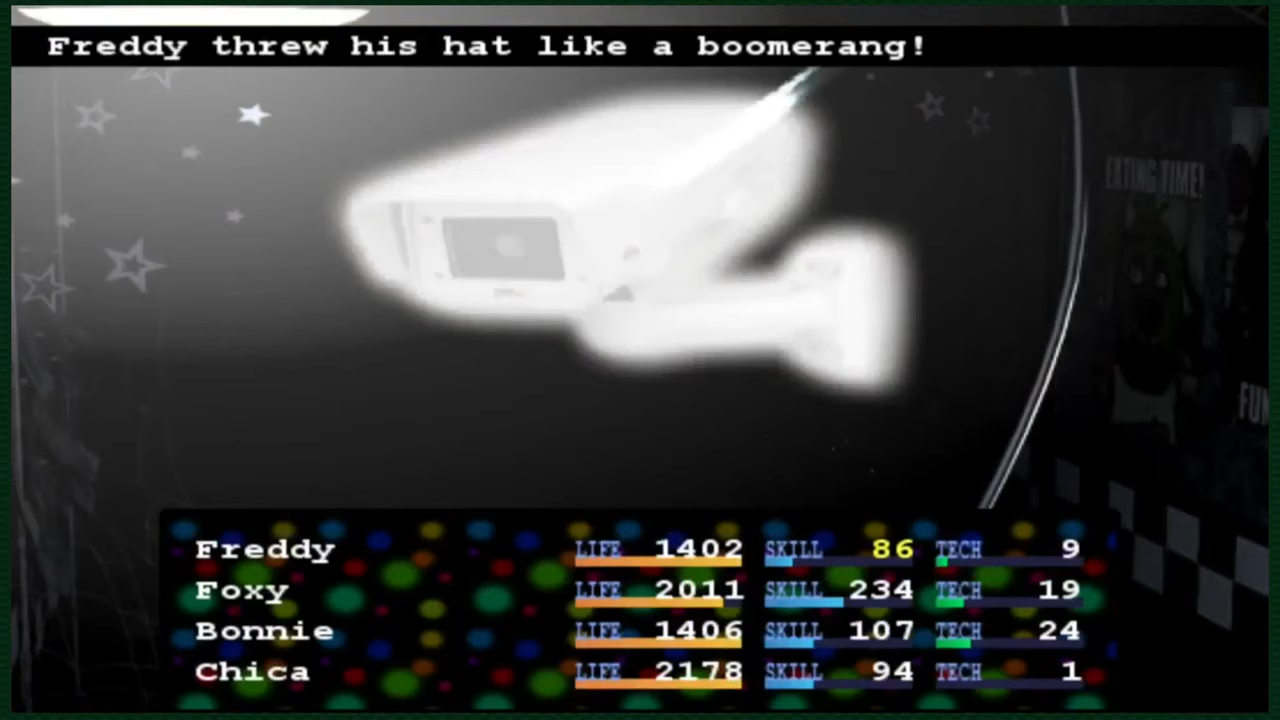 Freddy threw his hat like a boomerang!
EATING TIME!
FUN
Freddy LIFE 1402 SKILL 86 TECH 9
Foxy LIFE 2011 SKILL 234 TECH 19
Bonnie LIFE 1406 SKILL 107 TECH 24
Chica LIFE 2178 SKILL 94 TECH 1